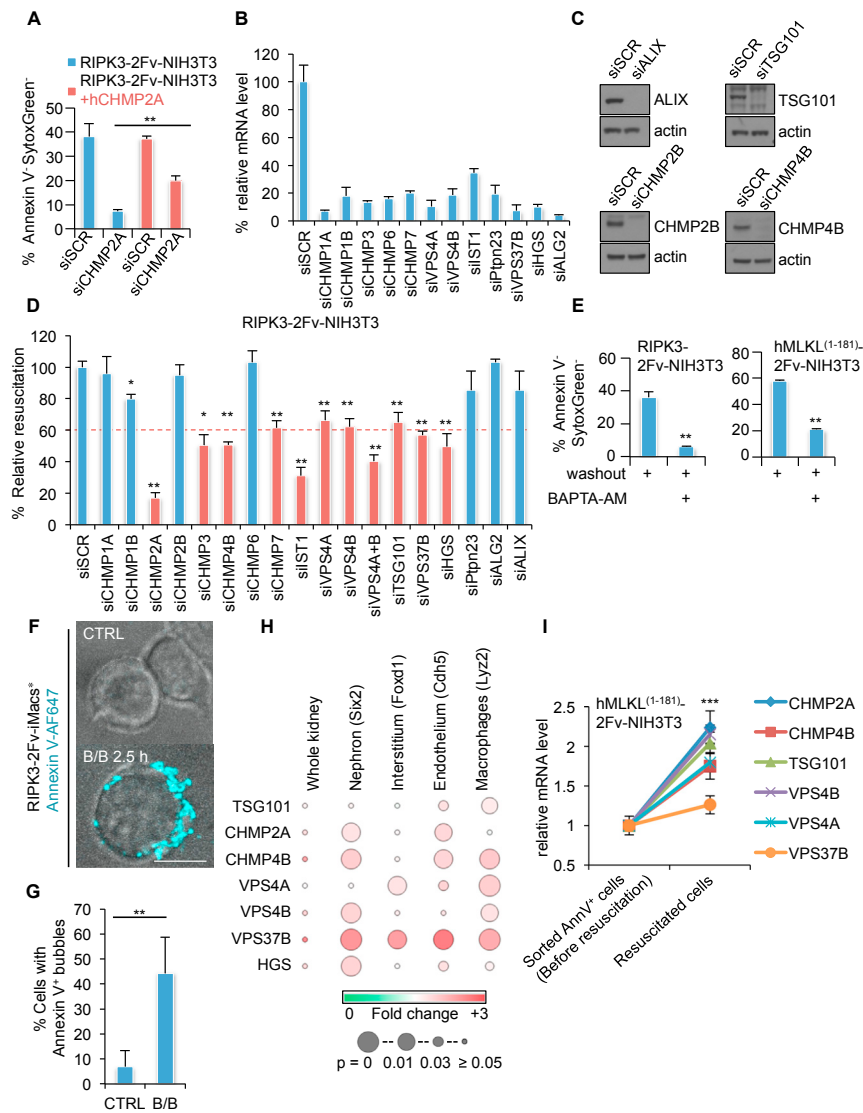 A
RIPK3-2Fv-NIH3T3
RIPK3-2Fv-NIH3T3
+hCHMP2A
% Annexin V- SytoxGreen-
50
40
30
20
10
0
**
siSCR
siCHMP2A
siSCR
siCHMP2A
B
% relative mRNA level
120
100
80
60
40
20
0
siSCR
siCHMP1A
siCHMP1B
siCHMP3
siCHMP6
siCHMP7
siVPS4A
siVPS4B
siIST1
siPtpn23
siVPS37B
siHGS
siALG2
C
siSCR
siALIX
ALIX
actin
siSCR
siTSG101
TSG101
actin
siSCR
siCHMP2B
CHMP2B
actin
siSCR
siCHMP4B
CHMP4B
actin
D
RIPK3-2Fv-NIH3T3
% Relative resuscitation
120
100
80
60
40
20
0
*
**
*
**
**
**
**
**
**
**
**
**
siSCR
siCHMP1A
siCHMP1B
siCHMP2A
siCHMP2B
siCHMP3
siCHMP4B
siCHMP6
siCHMP7
siIST1
siVPS4A
siVPS4B
siVPS4A+B
siTSG101
siVPS37B
siHGS
siPtpn23
siALG2
siALIX
E
RIPK3-
2Fv-NIH3T3
hMLKL(1-181)-
2Fv-NIH3T3
% Annexin V-
SytoxGreen-
60
40
20
0
**
80
60
40
20
0
**
washout + + + +
BAPTA-AM + +
F
RIPK3-2Fv-iMacs*
Annexin V-AF647
CTRL
B/B 2.5 h
G
% Cells with
Annexin V+ bubbles
70
60
50
40
30
20
10
0
**
CTRL B/B
H
Whole kidney
Nephron (Six2)
Interstitium (Foxd1)
Endothelium (Cdh5)
Macrophages (Lyz2)
TSG101
CHMP2A
CHMP4B
VPS4A
VPS4B
VPS37B
HGS
0 Fold change +3
p = 0 0.01 0.03 ≥ 0.05
I
hMLKL(1-181)-
2Fv-NIH3T3
***
relative mRNA level
2.5
2
1.5
1
0.5
Sorted AnnV+ cells
(Before resuscitation)
Resuscitated cells
CHMP2A
CHMP4B
TSG101
VPS4B
VPS4A
VPS37B